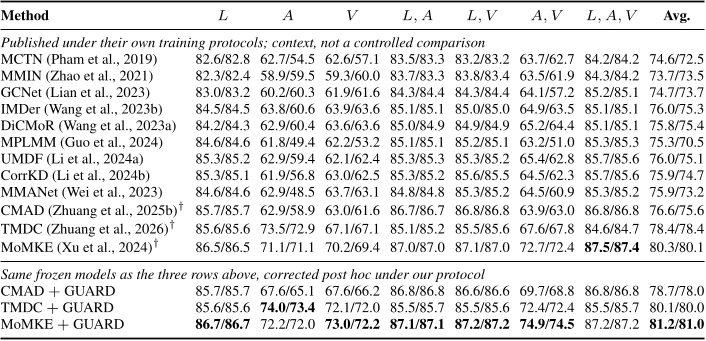 Method L A V L, A L, V A, V L, A, V Avg.
Published under their own training protocols; context, not a controlled comparison
MCTN (Pham et al., 2019) 82.6/82.8 62.7/54.5 62.6/57.1 83.5/83.3 83.2/83.2 63.7/62.7 84.2/84.2 74.6/72.5
MMIN (Zhao et al., 2021) 82.3/82.4 58.9/59.5 59.3/60.0 83.7/83.3 83.8/83.4 63.5/61.9 84.3/84.2 73.7/73.5
GCNet (Lian et al., 2023) 83.0/83.2 60.2/60.3 61.9/61.6 84.3/84.4 84.3/84.4 64.1/57.2 85.2/85.1 74.7/73.7
IMDer (Wang et al., 2023b) 84.5/84.5 63.8/60.6 63.9/63.6 85.1/85.1 85.0/85.0 64.9/63.5 85.1/85.1 76.0/75.3
DiCMoR (Wang et al., 2023a) 84.2/84.3 62.9/60.4 63.6/63.6 85.0/84.9 84.9/84.9 65.2/64.4 85.1/85.1 75.8/75.4
MPLMM (Guo et al., 2024) 84.6/84.6 61.8/49.4 62.2/53.2 85.1/85.1 85.2/85.1 63.2/51.0 85.3/85.3 75.3/70.5
UMDF (Li et al., 2024a) 85.3/85.2 62.9/59.4 62.1/62.4 85.3/85.3 85.3/85.2 65.4/62.8 85.7/85.6 76.0/75.1
CorrKD (Li et al., 2024b) 85.3/85.1 61.9/56.8 63.0/62.5 85.3/85.2 85.6/85.5 64.5/62.3 85.7/85.6 75.9/74.7
MMANet (Wei et al., 2023) 84.6/84.6 62.9/48.5 63.7/63.1 84.8/84.8 85.3/85.2 64.5/60.9 85.3/85.2 75.9/73.2
CMAD (Zhuang et al., 2025b)† 85.7/85.7 62.9/58.9 63.0/61.6 86.7/86.7 86.8/86.8 63.9/63.0 86.8/86.8 76.6/75.6
TMDC (Zhuang et al., 2026)† 85.6/85.6 73.5/72.9 67.1/67.1 85.1/85.2 85.5/85.6 67.6/67.8 84.6/84.7 78.4/78.4
MoMKE (Xu et al., 2024)† 86.5/86.5 71.1/71.1 70.2/69.4 87.0/87.0 87.1/87.0 72.7/72.4 87.5/87.4 80.3/80.1
Same frozen models as the three rows above, corrected post hoc under our protocol
CMAD + GUARD 85.7/85.7 67.6/65.1 67.6/66.2 86.8/86.8 86.6/86.6 69.7/68.8 86.8/86.8 78.7/78.0
TMDC + GUARD 85.6/85.6 74.0/73.4 72.1/72.0 85.5/85.7 85.5/85.6 72.4/72.4 85.5/85.7 80.1/80.0
MoMKE + GUARD 86.7/86.7 72.2/72.0 73.0/72.2 87.1/87.1 87.2/87.2 74.9/74.5 87.2/87.2 81.2/81.0